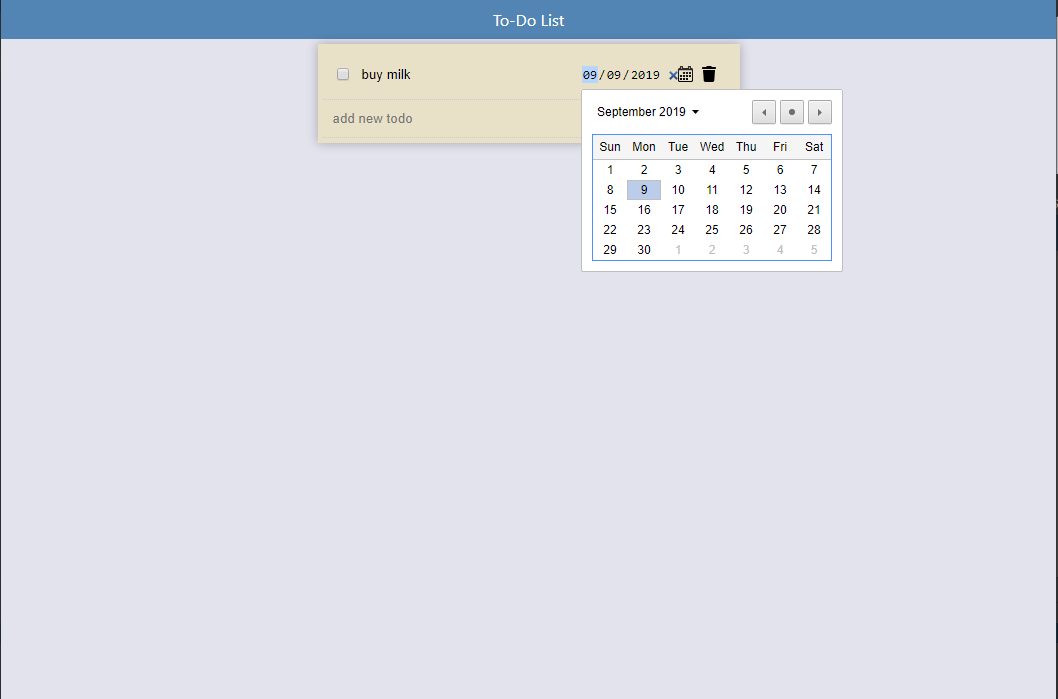 To-Do List
buy milk 09/09/2019
add new todo
September 2019
Sun Mon Tue Wed Thu Fri Sat
1 2 3 4 5 6 7
8 9 10 11 12 13 14
15 16 17 18 19 20 21
22 23 24 25 26 27 28
29 30 1 2 3 4 5